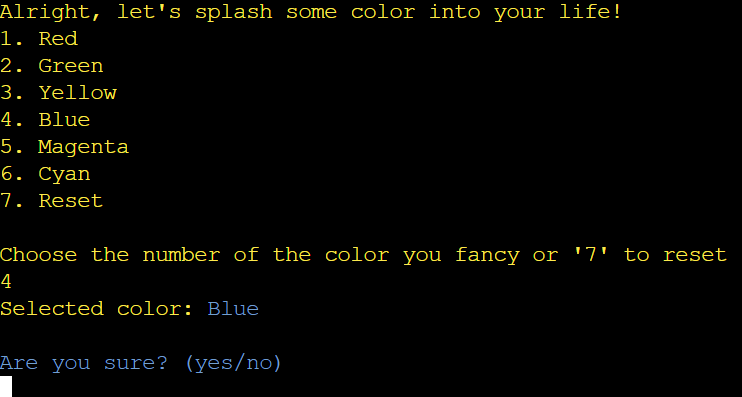 Alright, let's splash some color into your life!
1. Red
2. Green
3. Yellow
4. Blue
5. Magenta
6. Cyan
7. Reset
Choose the number of the color you fancy or '7' to reset
4
Selected color: Blue
Are you sure? (yes/no)